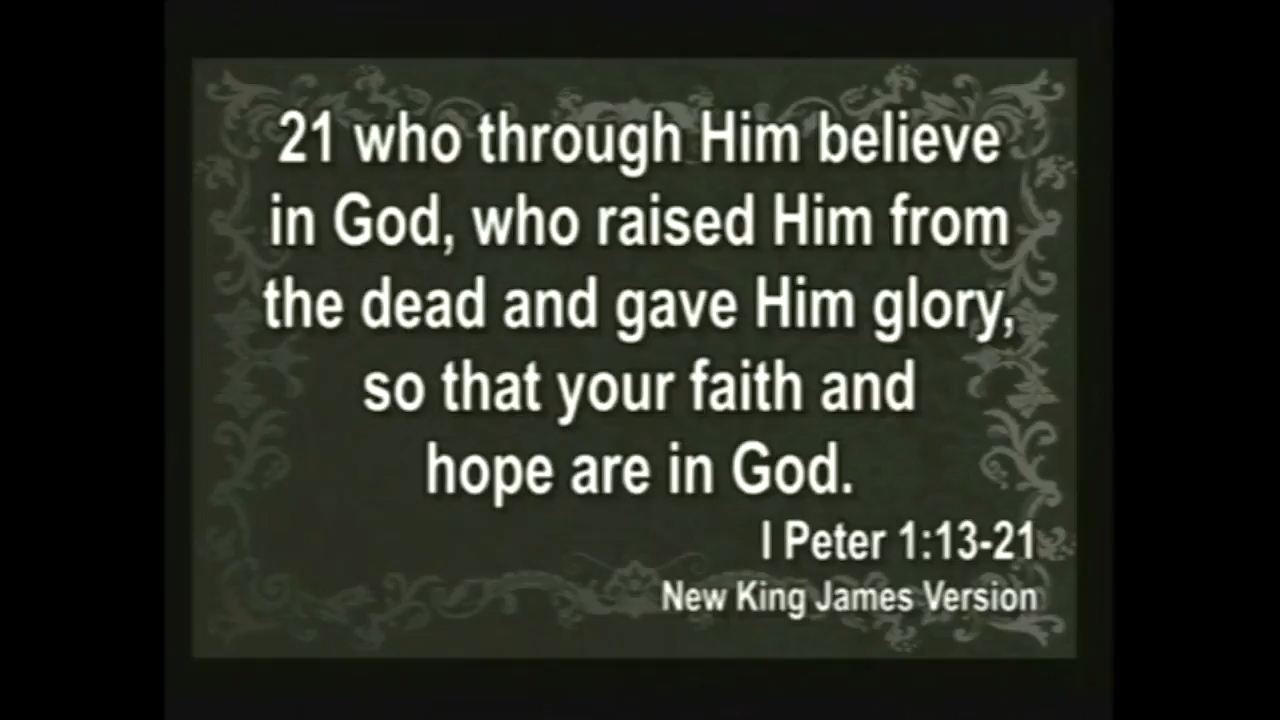 21 who through Him believe
in God, who raised Him from
the dead and gave Him glory,
so that your faith and
hope are in God.
I Peter 1:13-21
New King James Version